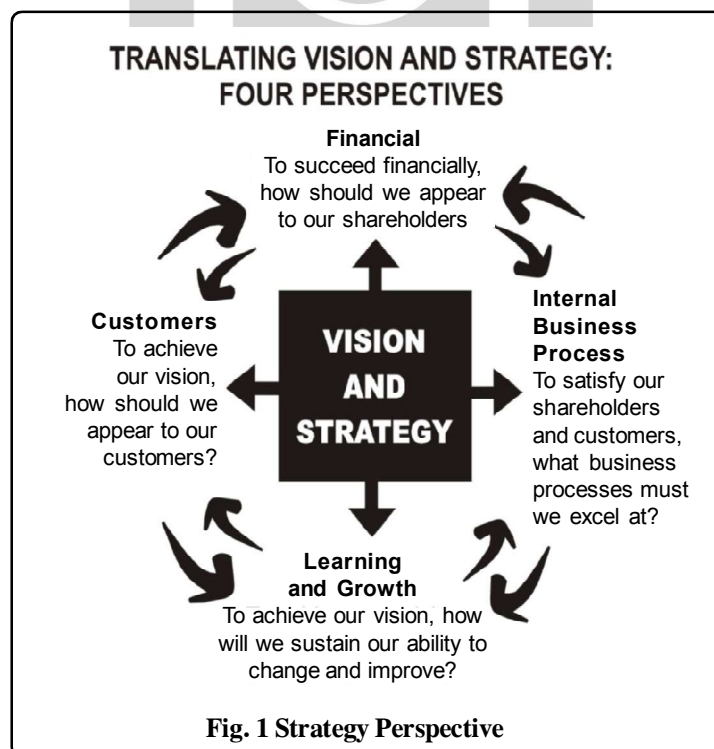 TRANSLATING VISION AND STRATEGY:
FOUR PERSPECTIVES
Financial
To succeed financially,
how should we appear
to our shareholders
Customers
To achieve
our vision,
how should we
appear to our
customers?
VISION
AND
STRATEGY
Internal
Business
Process
To satisfy our
shareholders
and customers,
what business
processes must
we excel at?
Learning
and Growth
To achieve our vision, how
will we sustain our ability to
change and improve?
Fig. 1 Strategy Perspective